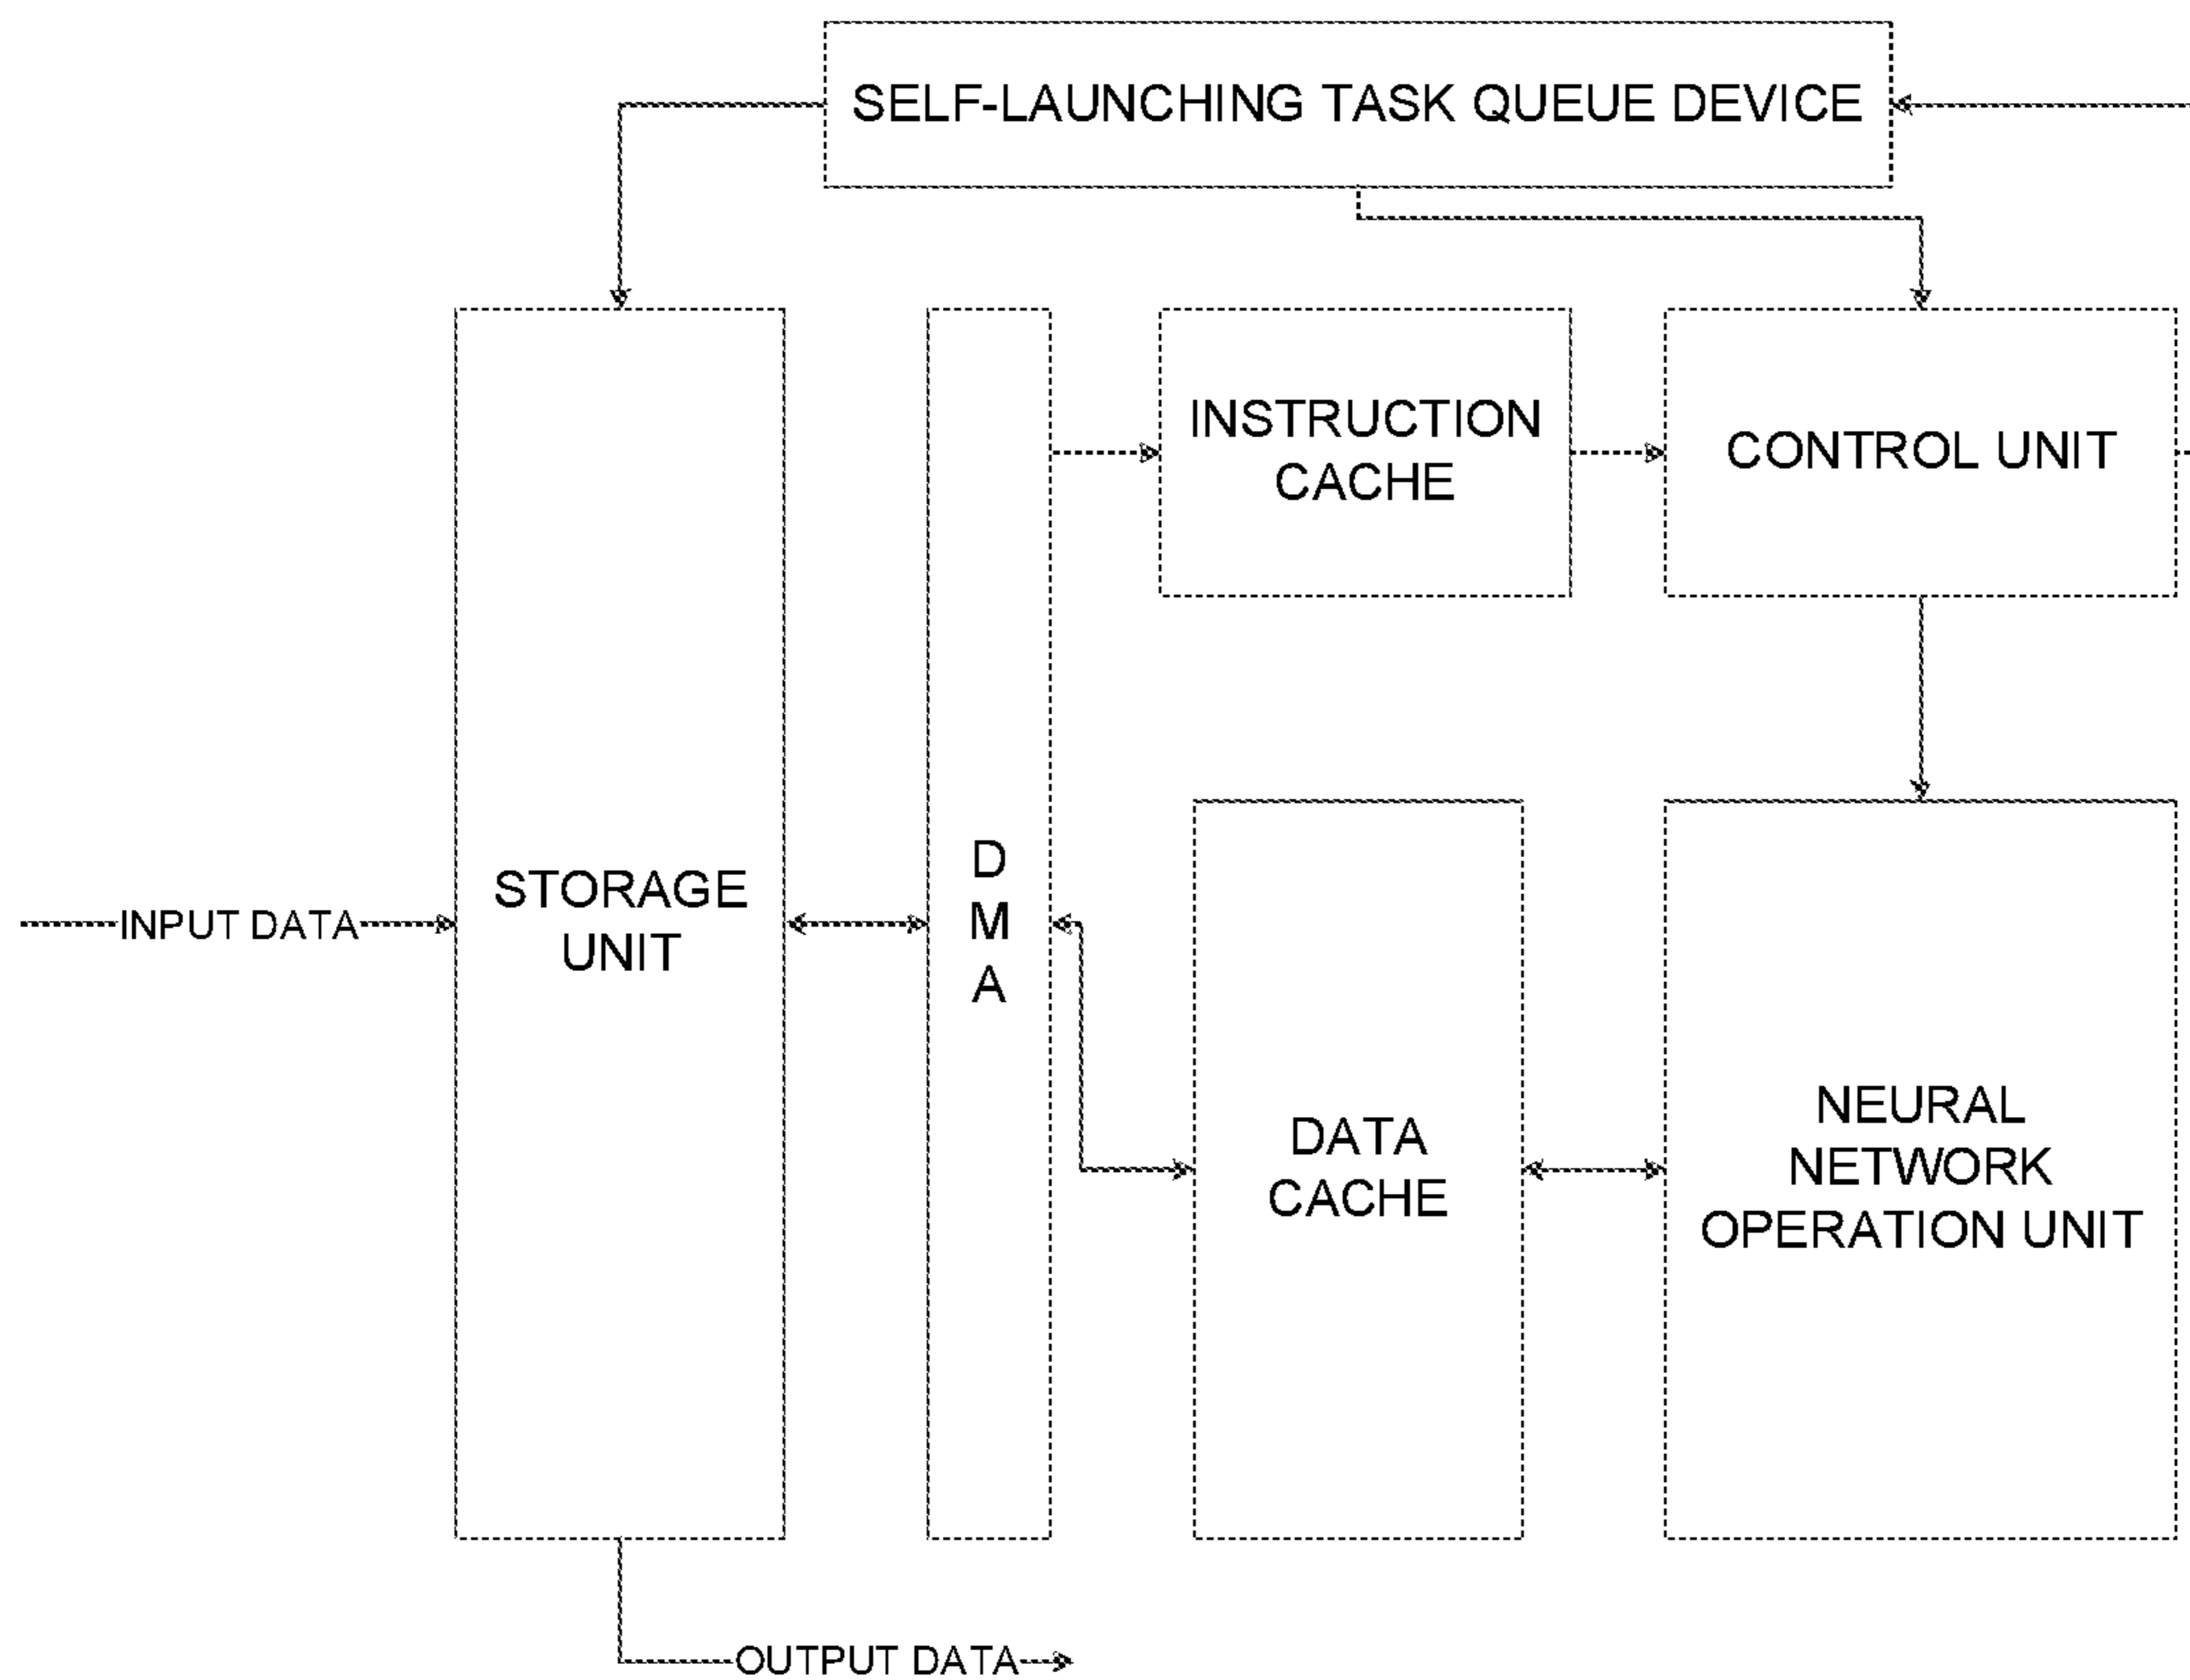 SELF-LAUNCHING TASK QUEUE DEVICE
INSTRUCTION
CACHE
CONTROL UNIT
INPUT DATA
STORAGE
UNIT
D
M
A
DATA
CACHE
NEURAL
NETWORK
OPERATION UNIT
OUTPUT DATA